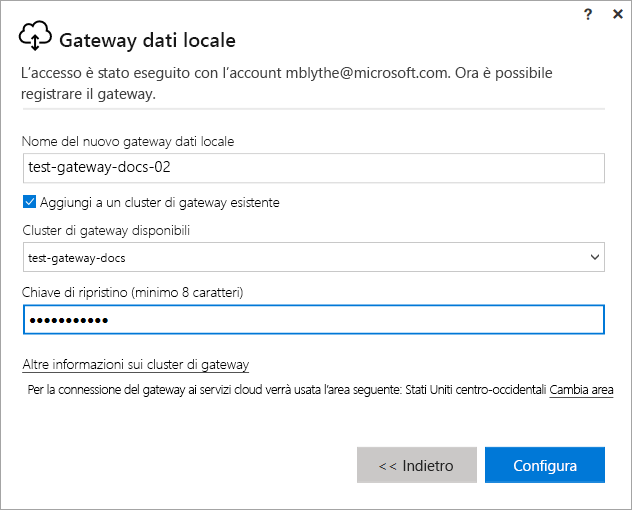 ? ×
Gateway dati locale
L'accesso è stato eseguito con l'account mblythe@microsoft.com. Ora è possibile
registrare il gateway.
Nome del nuovo gateway dati locale
test-gateway-docs-02
Aggiungi a un cluster di gateway esistente
Cluster di gateway disponibili
test-gateway-docs
Chiave di ripristino (minimo 8 caratteri)
●●●●●●●●●●●
Altre informazioni sui cluster di gateway
Per la connessione del gateway ai servizi cloud verrà usata l'area seguente: Stati Uniti centro-occidentali Cambia area
<< Indietro
Configura